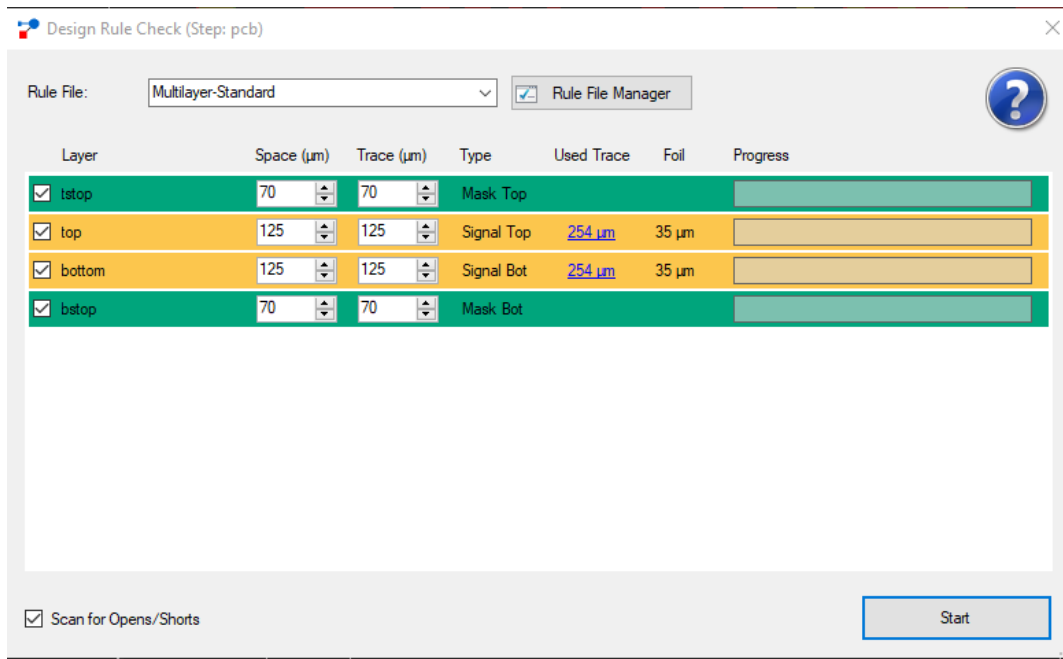 Design Rule Check (Step: pcb)
Rule File: Multilayer-Standard Rule File Manager ?
Layer Space (µm) Trace (µm) Type Used Trace Foil Progress
tstop 70 70 Mask Top
top 125 125 Signal Top 254 µm 35 µm
bottom 125 125 Signal Bot 254 µm 35 µm
bstop 70 70 Mask Bot
Scan for Opens/Shorts Start